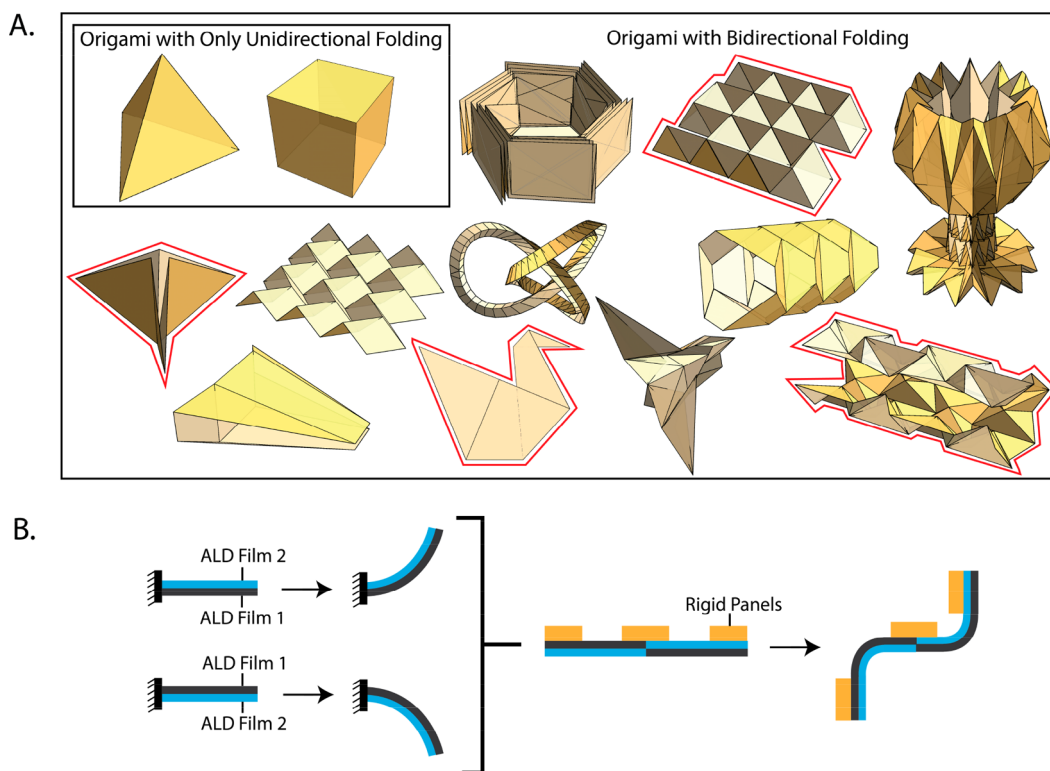 A.
Origami with Only Unidirectional Folding
Origami with Bidirectional Folding
B.
ALD Film 2
ALD Film 1
ALD Film 1
ALD Film 2
Rigid Panels